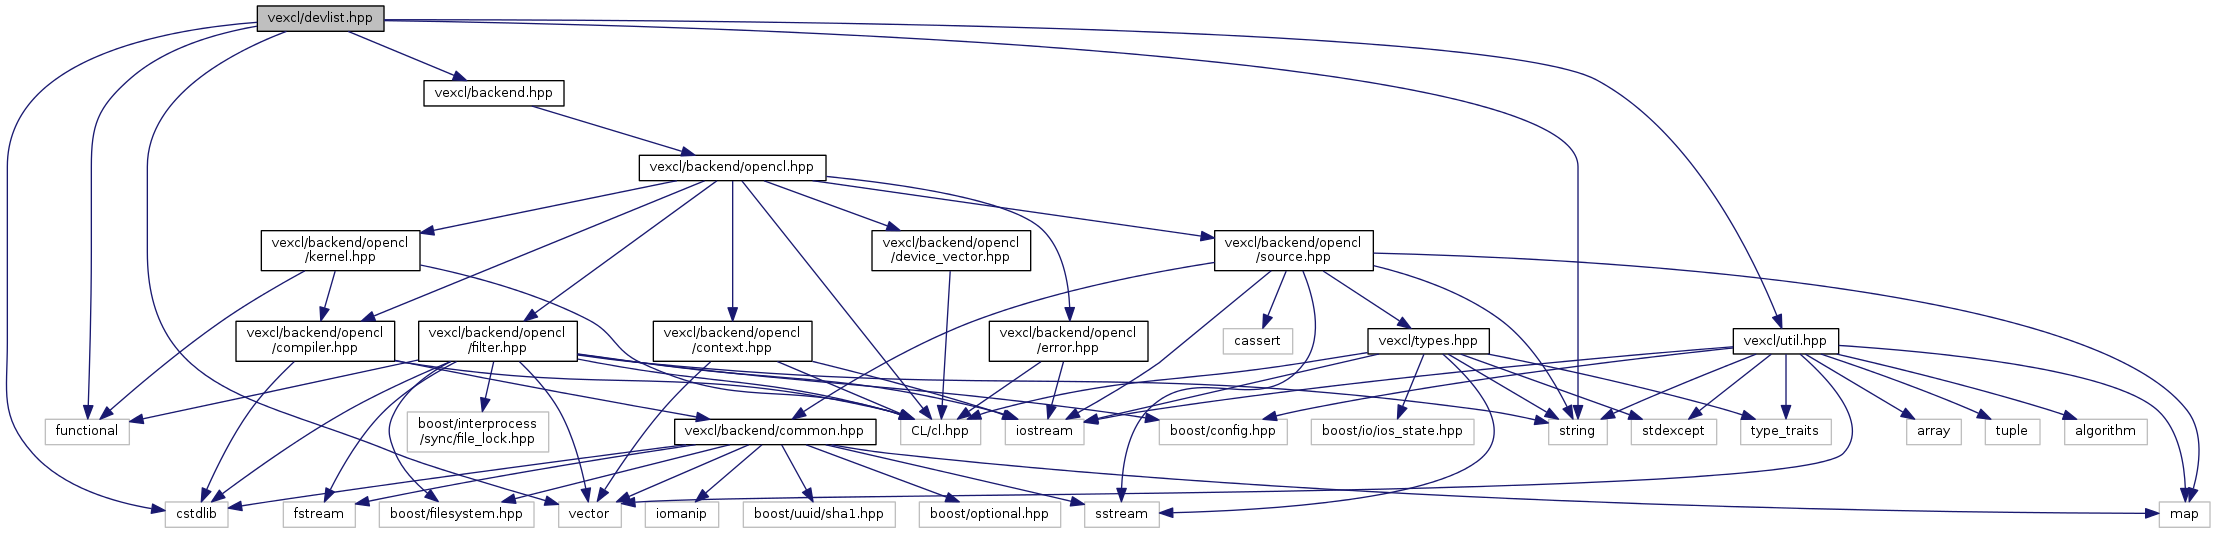 vexcl/devlist.hpp
vexcl/backend.hpp
vexcl/backend/opencl.hpp
vexcl/backend/opencl
/kernel.hpp
vexcl/backend/opencl
/device_vector.hpp
vexcl/backend/opencl
/source.hpp
vexcl/backend/opencl
/compiler.hpp
vexcl/backend/opencl
/filter.hpp
vexcl/backend/opencl
/context.hpp
vexcl/backend/opencl
/error.hpp
cassert
vexcl/types.hpp
vexcl/util.hpp
functional
boost/interprocess
/sync/file_lock.hpp
vexcl/backend/common.hpp
CL/cl.hpp
iostream
boost/config.hpp
boost/io/ios_state.hpp
string
stdexcept
type_traits
array
tuple
algorithm
cstdlib
fstream
boost/filesystem.hpp
vector
iomanip
boost/uuid/sha1.hpp
boost/optional.hpp
sstream
map